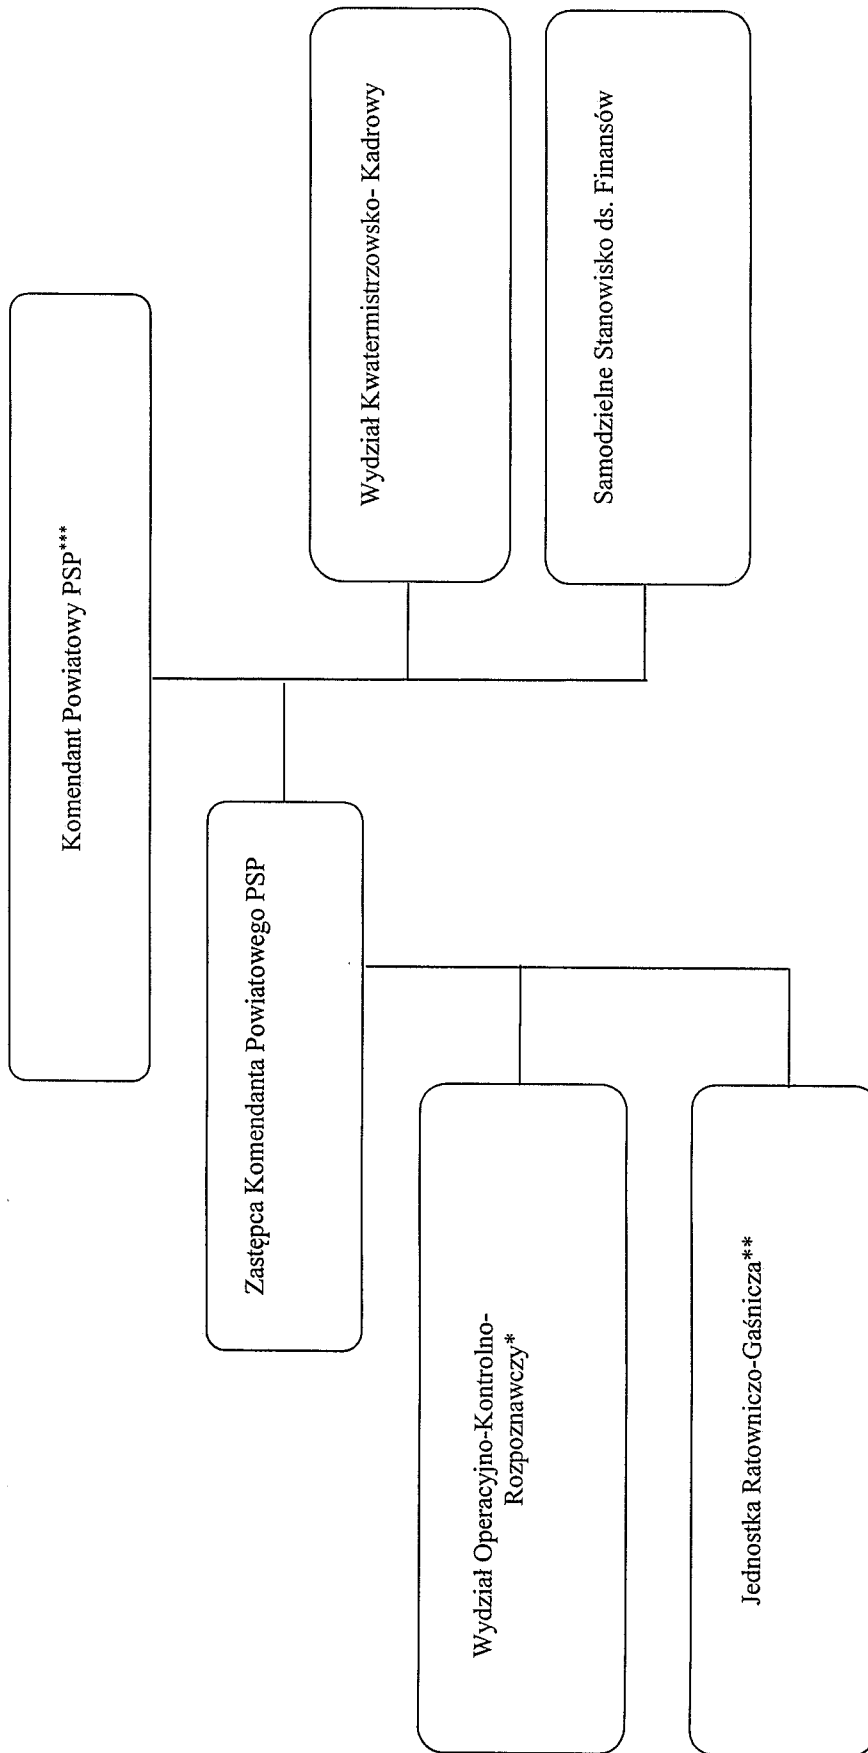 Komendant Powiatowy PSP***
Zastępca Komendanta Powiatowego PSP
Wydział Operacyjno-Kontrolno-
Rozpoznawczy*
Jednostka Ratowniczo-Gaśnicza**
Wydział Kwatermistrzowsko- Kadrowy
Samodzielne Stanowisko ds. Finansów